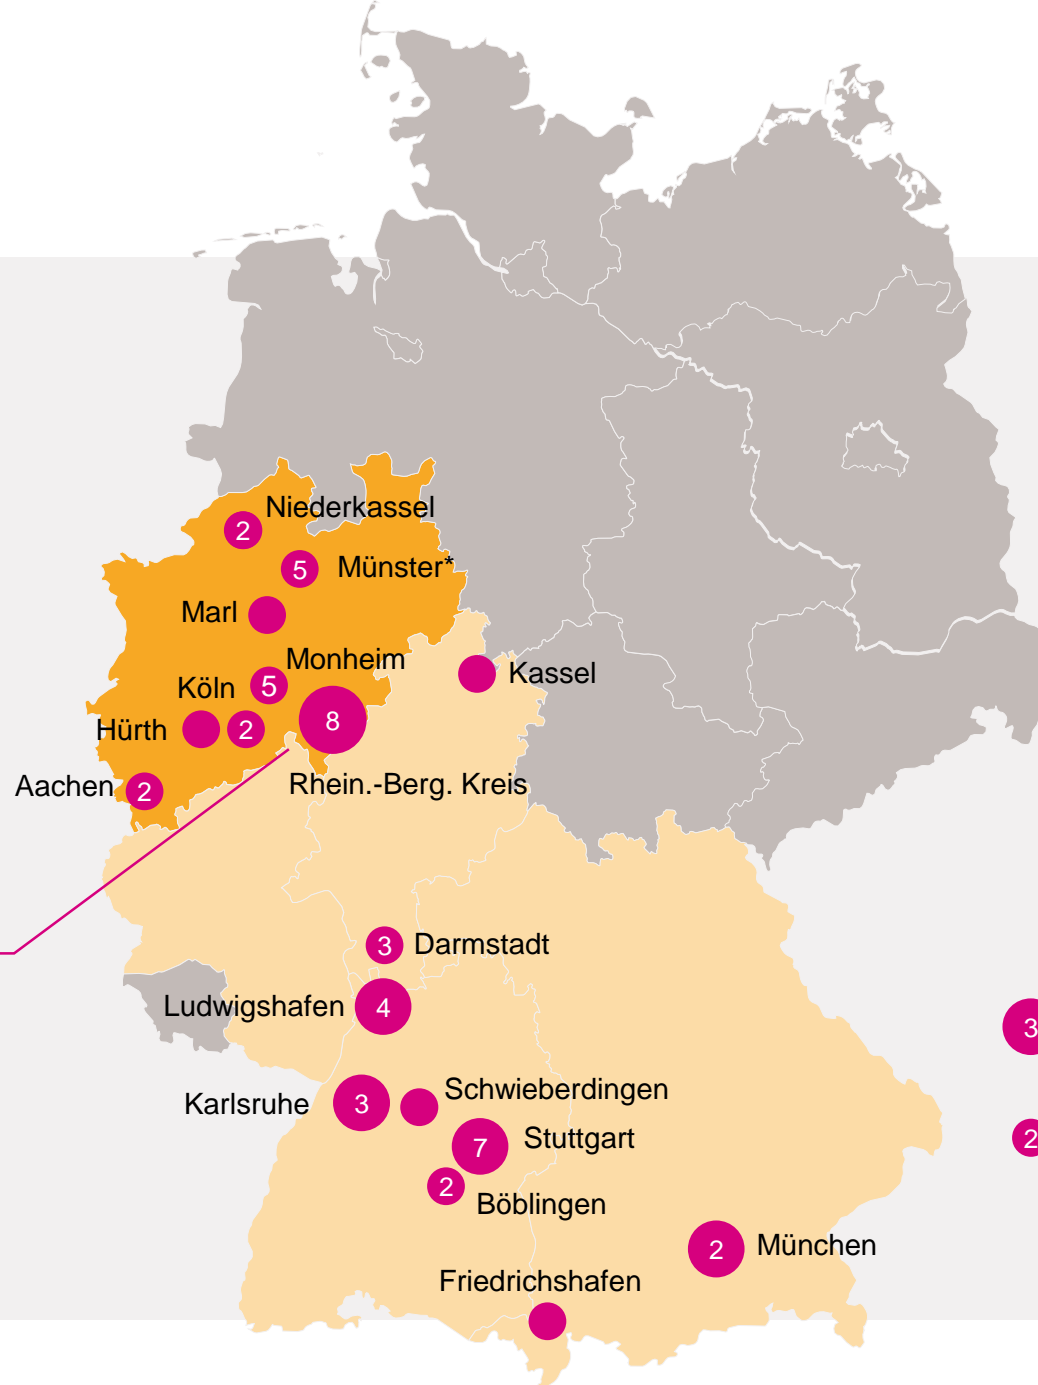 Niederkassel
2
5 Münster*
Marl
Monheim
Köln 5
Hürth 2 8
Aachen 2
Rhein.-Berg. Kreis
Kassel
3 Darmstadt
Ludwigshafen 4
3
Karlsruhe 3
Schwieberdingen
7 Stuttgart
2
2
Böblingen
2 München
Friedrichshafen